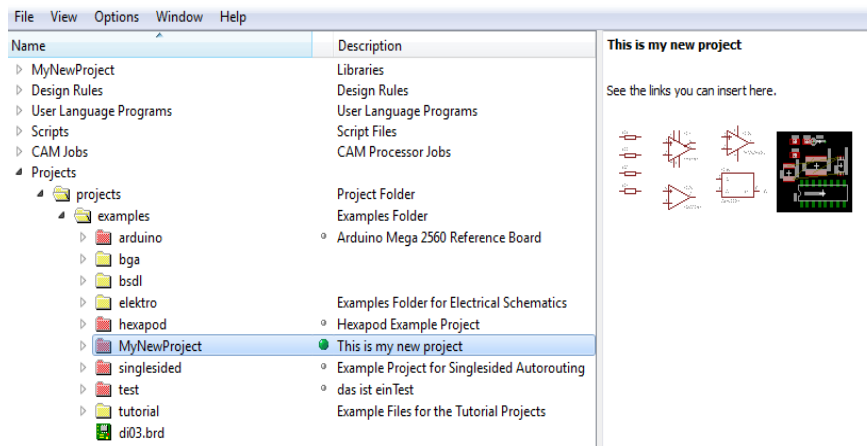 File View Options Window Help
Name Description
MyNewProject Libraries
Design Rules Design Rules
User Language Programs User Language Programs
Scripts Script Files
CAM Jobs CAM Processor Jobs
Projects
projects Project Folder
examples Examples Folder
arduino Arduino Mega 2560 Reference Board
bga
bsdl
elektro Examples Folder for Electrical Schematics
hexapod Hexapod Example Project
MyNewProject This is my new project
singlesided Example Project for Singlesided Autorouting
test das ist einTest
tutorial Example Files for the Tutorial Projects
di03.brd
This is my new project
See the links you can insert here.